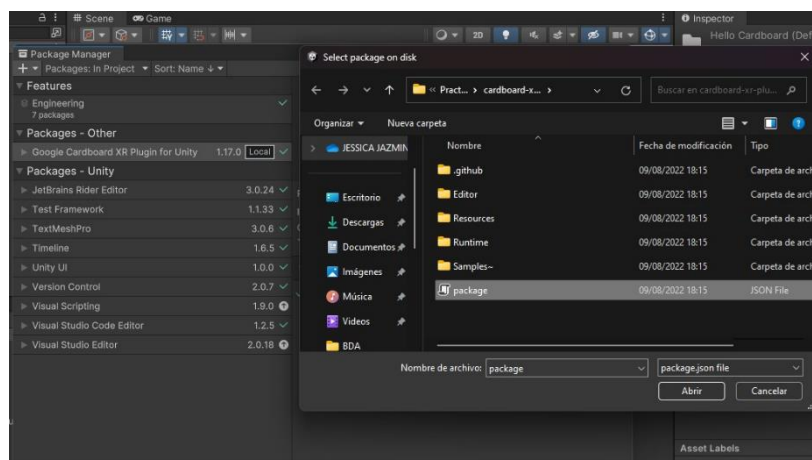 Scene
Game
Inspector
2D
Hello Cardboard (Def
Package Manager
+ Packages: In Project Sort: Name ↓
Features
Engineering
7 packages
Packages - Other
Google Cardboard XR Plugin for Unity 1.17.0 Local
Packages - Unity
JetBrains Rider Editor 3.0.24
Test Framework 1.1.33
TextMeshPro 3.0.6
Timeline 1.6.5
Unity UI 1.0.0
Version Control 2.0.7
Visual Scripting 1.9.0
Visual Studio Code Editor 1.2.5
Visual Studio Editor 2.0.18
Select package on disk
« Pract... › cardboard-x... ›
Buscar en cardboard-xr-plu...
Organizar
Nueva carpeta
JESSICA JAZMIN
Escritorio
Descargas
Documentos
Imágenes
Música
Videos
BDA
Nombre Fecha de modificación Tipo
.github 09/08/2022 18:15 Carpeta de arch
Editor 09/08/2022 18:15 Carpeta de arch
Resources 09/08/2022 18:15 Carpeta de arch
Runtime 09/08/2022 18:15 Carpeta de arch
Samples~ 09/08/2022 18:15 Carpeta de arch
package 09/08/2022 18:15 JSON File
Nombre de archivo: package
package.json file
Abrir
Cancelar
Asset Labels